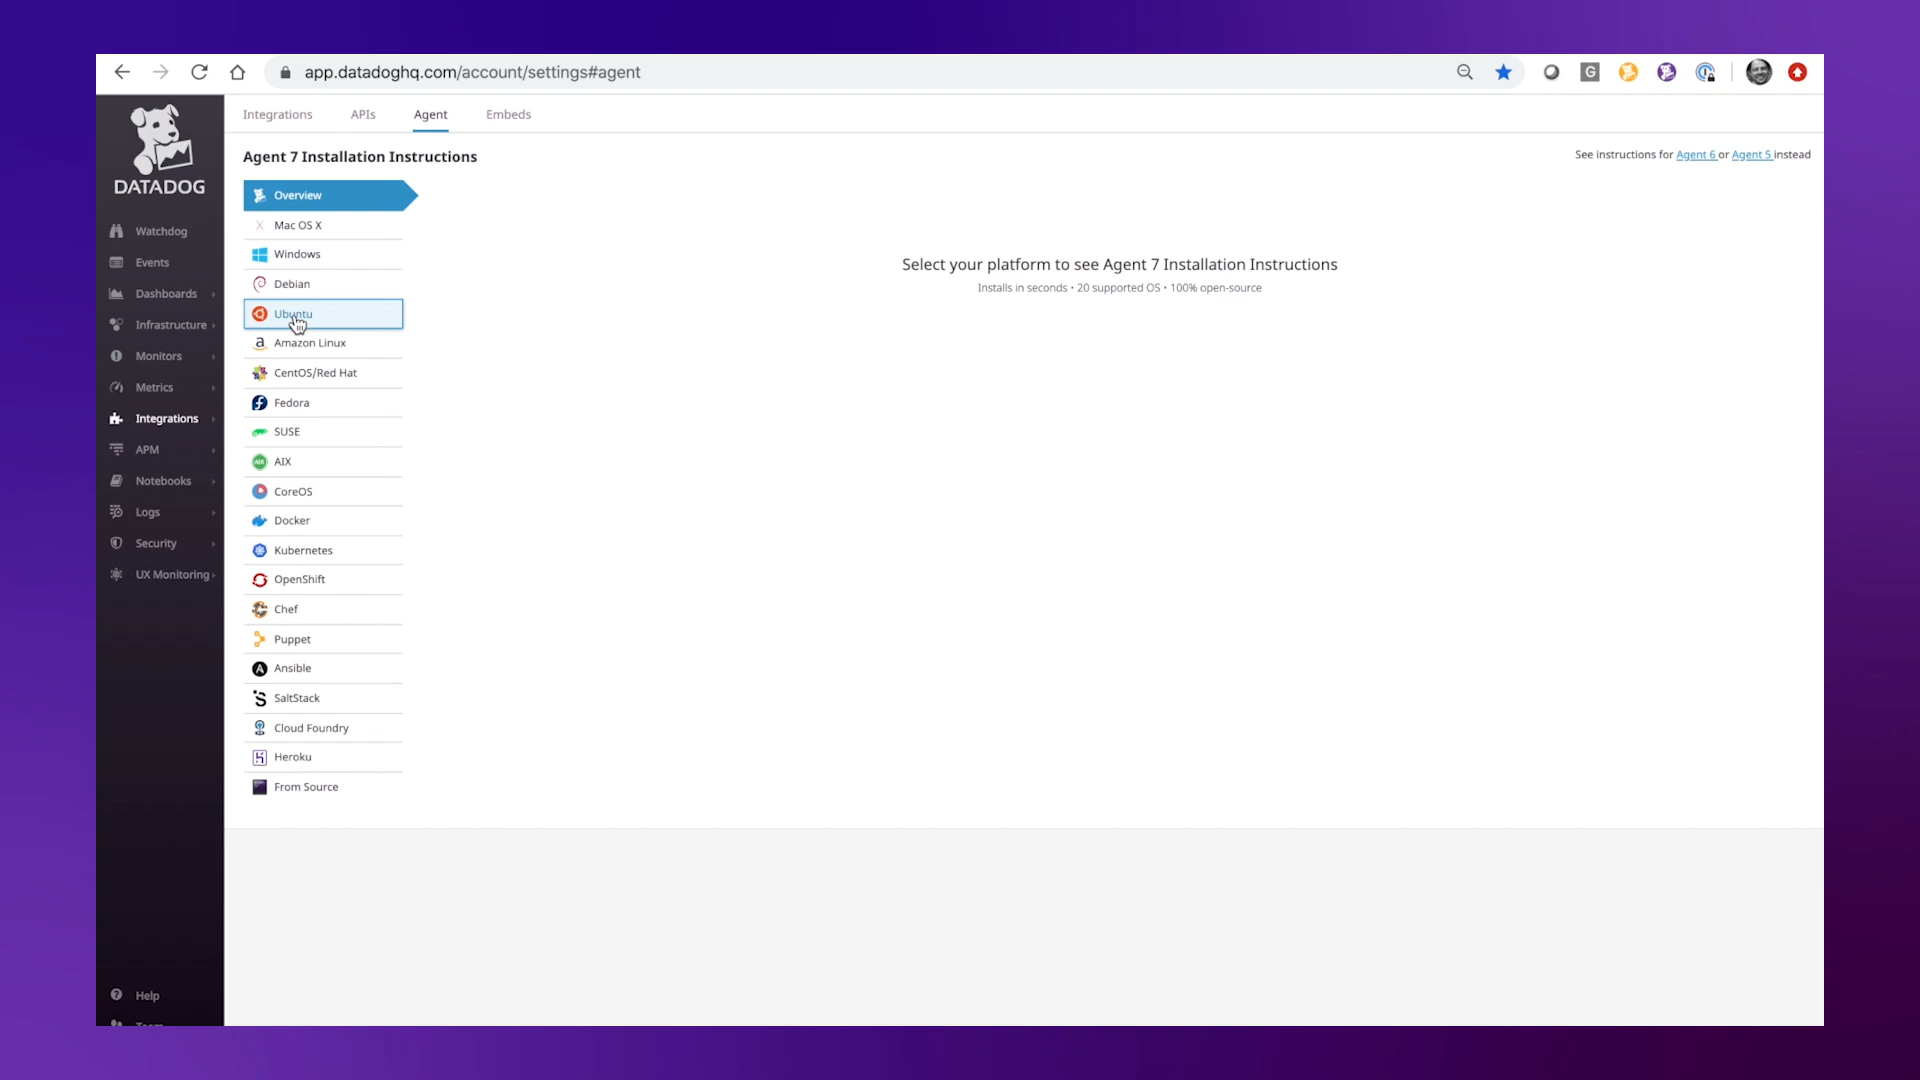 app.datadoghq.com/account/settings#agent
G
DATADOG
Watchdog
Events
Dashboards
Infrastructure
Monitors
Metrics
Integrations
APM
Notebooks
Logs
Security
UX Monitoring
Help
Team
Integrations APIs Agent Embeds
Agent 7 Installation Instructions
See instructions for Agent 6 or Agent 5 instead
Overview
Mac OS X
Windows
Debian
Ubuntu
Amazon Linux
CentOS/Red Hat
Fedora
SUSE
AIX
CoreOS
Docker
Kubernetes
OpenShift
Chef
Puppet
Ansible
SaltStack
Cloud Foundry
Heroku
From Source
Select your platform to see Agent 7 Installation Instructions
Installs in seconds • 20 supported OS • 100% open-source